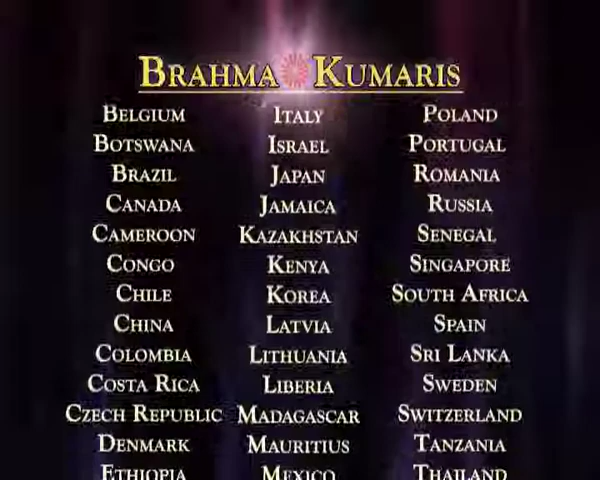 BRAHMA KUMARIS
BELGIUM ITALY POLAND
BOTSWANA ISRAEL PORTUGAL
BRAZIL JAPAN ROMANIA
CANADA JAMAICA RUSSIA
CAMEROON KAZAKHSTAN SENEGAL
CONGO KENYA SINGAPORE
CHILE KOREA SOUTH AFRICA
CHINA LATVIA SPAIN
COLOMBIA LITHUANIA SRI LANKA
COSTA RICA LIBERIA SWEDEN
CZECH REPUBLIC MADAGASCAR SWITZERLAND
DENMARK MAURITIUS TANZANIA
ETHIOPIA MEXICO THAILAND